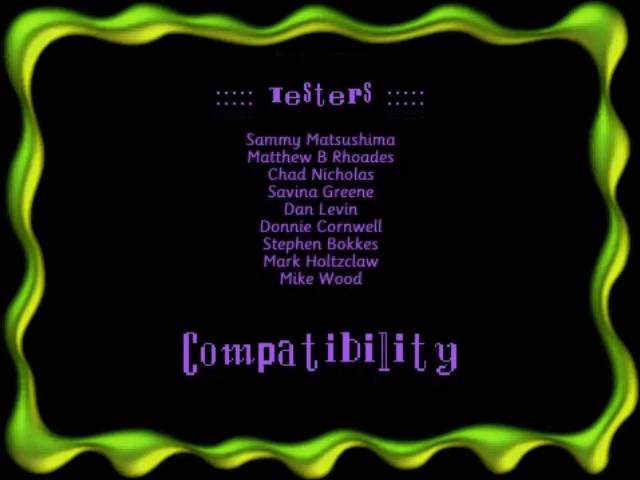 ::::: Testers :::::
Sammy Matsushima
Matthew B Rhoades
Chad Nicholas
Savina Greene
Dan Levin
Donnie Cornwell
Stephen Bokkes
Mark Holtzclaw
Mike Wood
Compatibility